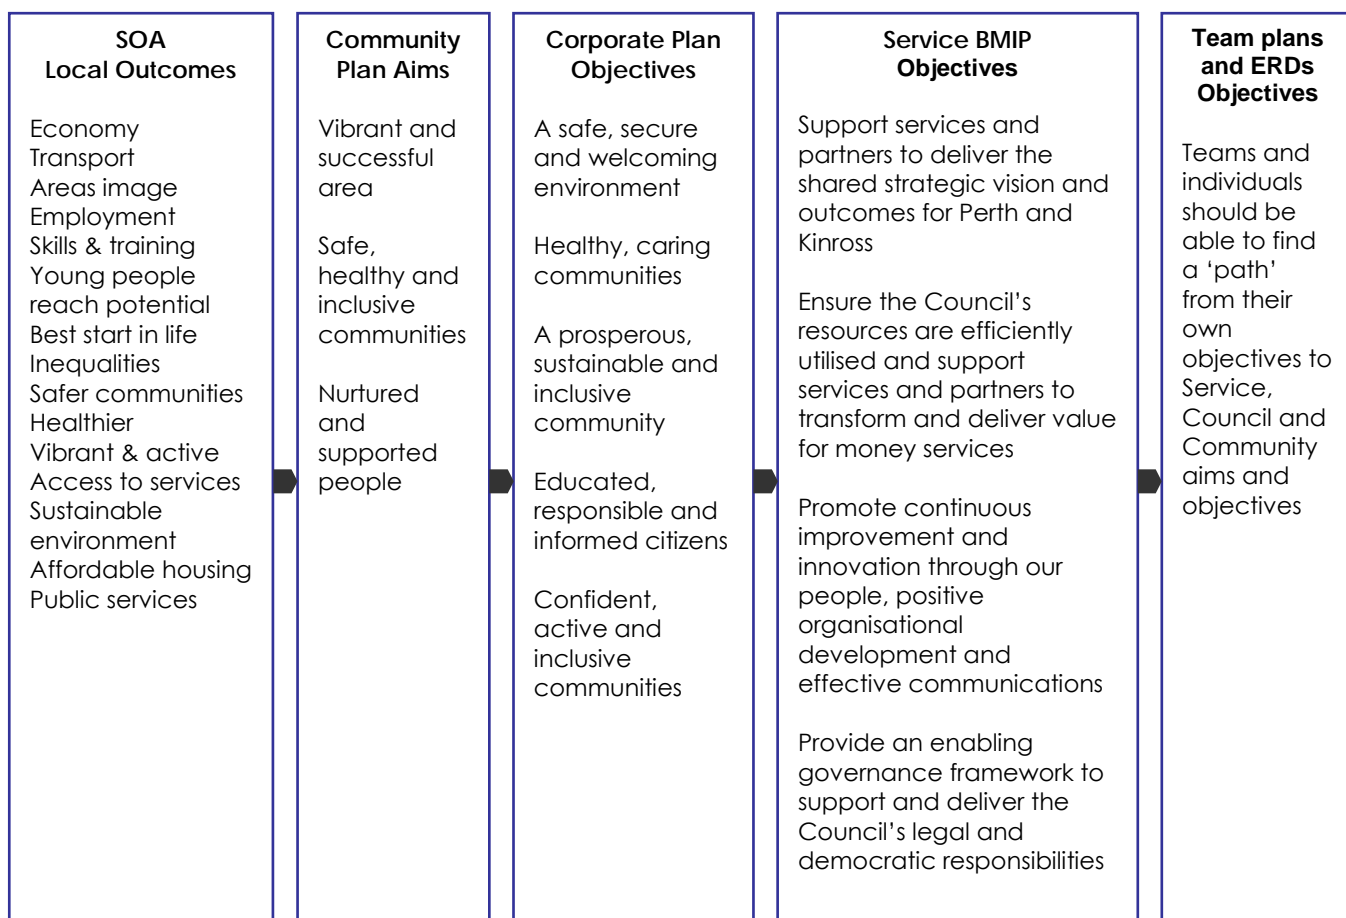 SOA
Local Outcomes
Economy
Transport
Areas image
Employment
Skills & training
Young people
reach potential
Best start in life
Inequalities
Safer communities
Healthier
Vibrant & active
Access to services
Sustainable
environment
Affordable housing
Public services
Community
Plan Aims
Vibrant and
successful
area
Safe,
healthy and
inclusive
communities
Nurtured
and
supported
people
Corporate Plan
Objectives
A safe, secure
and welcoming
environment
Healthy, caring
communities
A prosperous,
sustainable and
inclusive
community
Educated,
responsible and
informed citizens
Confident,
active and
inclusive
communities
Service BMIP
Objectives
Support services and
partners to deliver the
shared strategic vision and
outcomes for Perth and
Kinross
Ensure the Council’s
resources are efficiently
utilised and support
services and partners to
transform and deliver value
for money services
Promote continuous
improvement and
innovation through our
people, positive
organisational
development and
effective communications
Provide an enabling
governance framework to
support and deliver the
Council’s legal and
democratic responsibilities
Team plans
and ERDs
Objectives
Teams and
individuals
should be
able to find
a ‘path’
from their
own
objectives to
Service,
Council and
Community
aims and
objectives